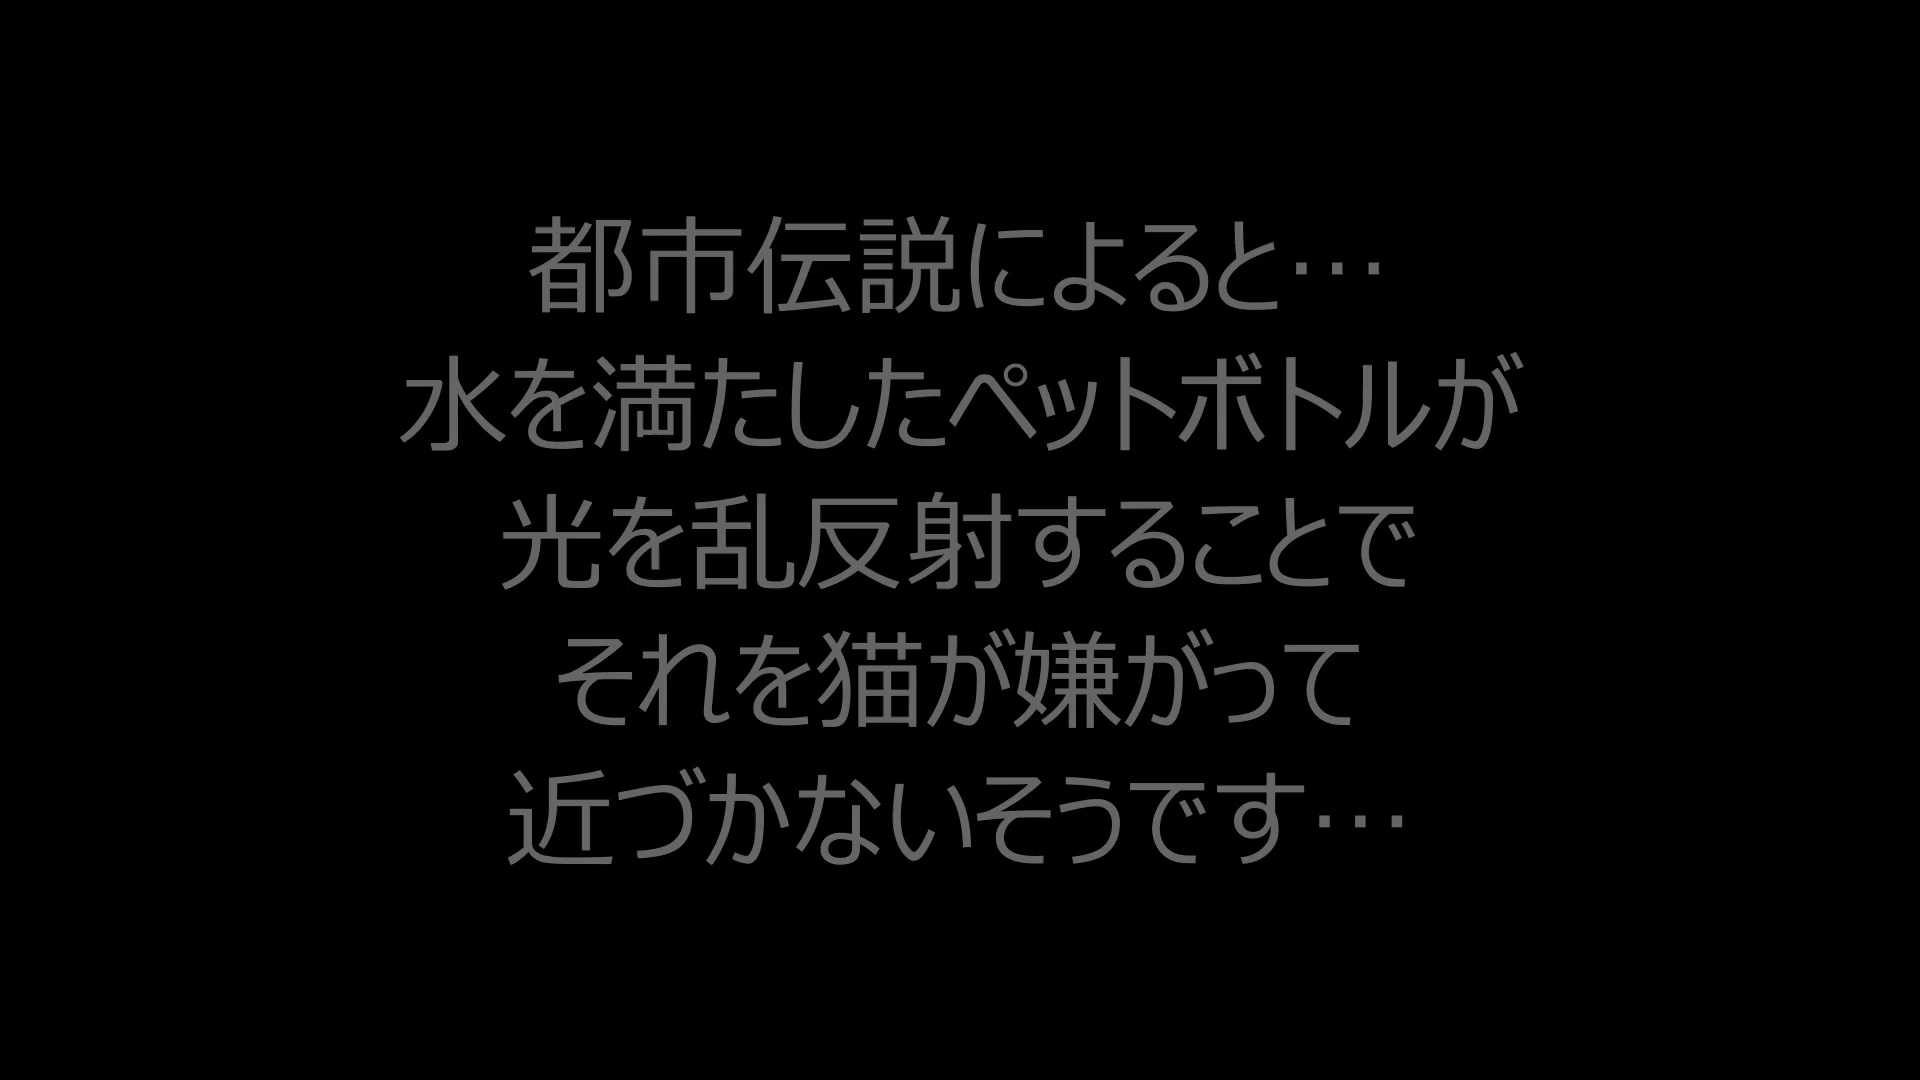 都市伝説によると…
水を満たしたペットボトルが
光を乱反射することで
それを猫が嫌がって
近づかないそうです…